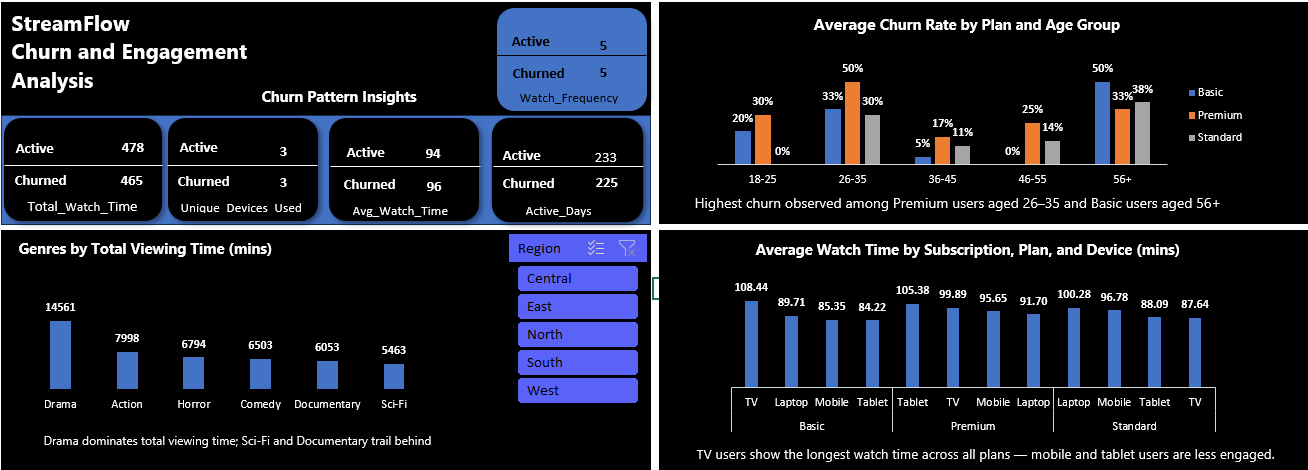 StreamFlow
Churn and Engagement
Analysis
Churn Pattern Insights
Active 5
Churned 5
Watch_Frequency
Active 478
Churned 465
Total_Watch_Time
Active 3
Churned 3
Unique_Devices_Used
Active 94
Churned 96
Avg_Watch_Time
Active 233
Churned 225
Active_Days
Average Churn Rate by Plan and Age Group
20% 30% 0% 33% 50% 30% 5% 17% 11% 0% 25% 14% 50% 33% 38%
18-25 26-35 36-45 46-55 56+
Basic
Premium
Standard
Highest churn observed among Premium users aged 26–35 and Basic users aged 56+
Genres by Total Viewing Time (mins)
14561 7998 6794 6503 6053 5463
Drama Action Horror Comedy Documentary Sci-Fi
Drama dominates total viewing time; Sci-Fi and Documentary trail behind
Region
Central
East
North
South
West
Average Watch Time by Subscription, Plan, and Device (mins)
108.44 89.71 85.35 84.22 105.38 99.89 95.65 91.70 100.28 96.78 88.09 87.64
TV Laptop Mobile Tablet Tablet TV Mobile Laptop Laptop Mobile Tablet TV
Basic Premium Standard
TV users show the longest watch time across all plans — mobile and tablet users are less engaged.